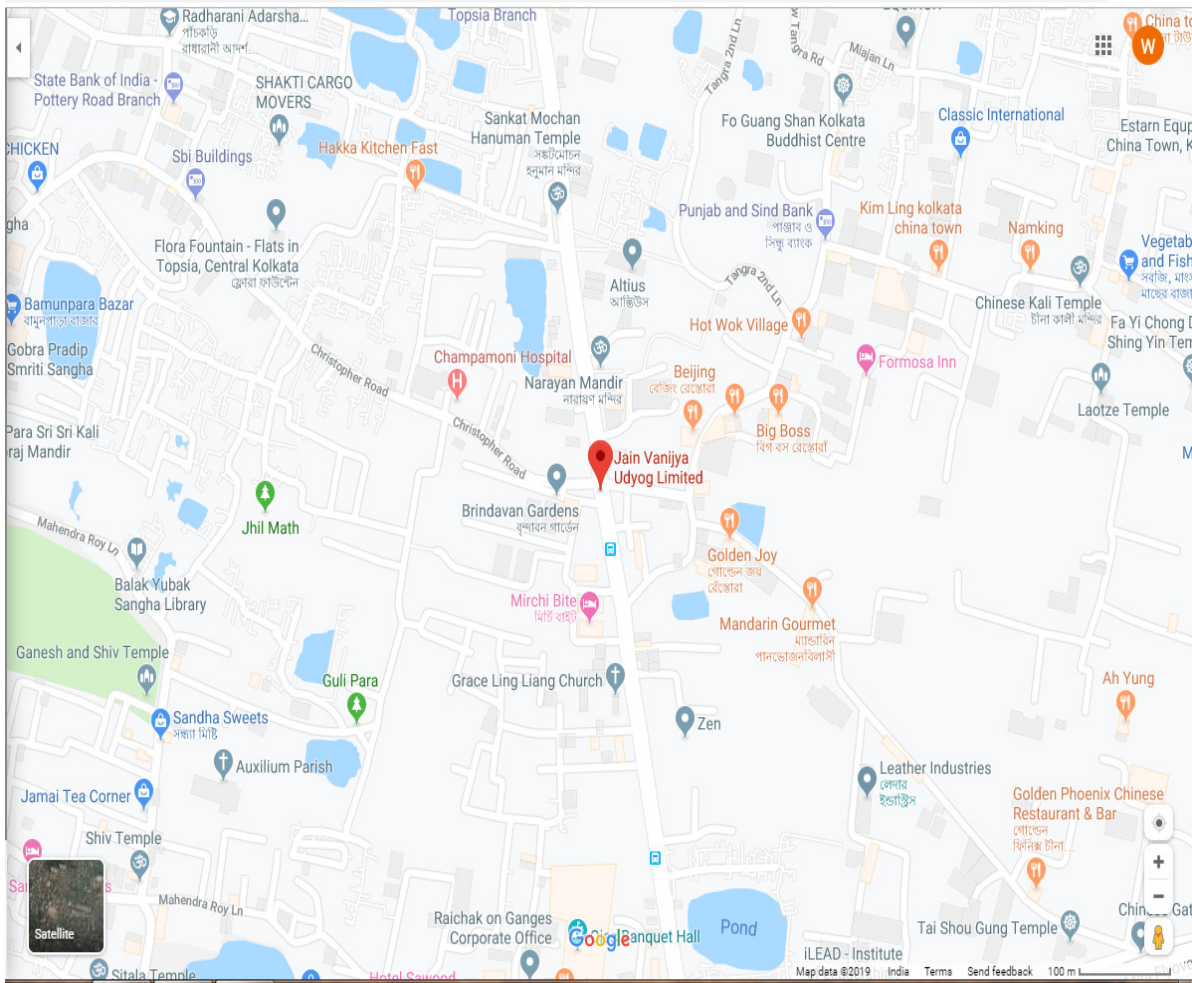 Radharani Adarsha...
পাঁচকড়ি
রাধারানী আদর্শ...
Topsia Branch
Tangra 2nd Ln
w Tangra Rd
Miajan Ln
China to
W
State Bank of India -
Pottery Road Branch
SHAKTI CARGO
MOVERS
Sankat Mochan
Hanuman Temple
সঙ্কটমোচন
হনুমান মন্দির
Fo Guang Shan Kolkata
Buddhist Centre
Classic International
Estarn Equp
China Town, K
CHICKEN
Sbi Buildings
Hakka Kitchen Fast
gha
Flora Fountain - Flats in
Topsia, Central Kolkata
ফ্লোরা ফাউন্টেন
Punjab and Sind Bank
পাঞ্জাব ও
সিন্ধু ব্যাংক
Kim Ling kolkata
china town
Namking
Vegetab
and Fish
সবজি, মাংস
মাছের বাজা
Altius
আল্টিউস
Tangra 2nd Ln
Chinese Kali Temple
চীনা কালী মন্দির
Bamunpara Bazar
বামুনপাড়া বাজার
Gobra Pradip
Smriti Sangha
Christopher Road
Hot Wok Village
Fa Yi Chong D
Shing Yin Tem
Champamoni Hospital
Narayan Mandir
নারায়ণ মন্দির
Beijing
বেজিং রেস্তোরা
Formosa Inn
Laotze Temple
Para Sri Sri Kali
raj Mandir
Christopher Road
Big Boss
বিগ বস রেস্তোরাঁ
M
Jain Vanijya
Udyog Limited
Brindavan Gardens
বৃন্দাবন গার্ডেন
Jhil Math
Mahendra Roy Ln
Balak Yubak
Sangha Library
Golden Joy
গোল্ডেন জয়
রেঁস্তোরা
Mirchi Bite
মির্চি বাইট
Mandarin Gourmet
ম্যান্ডারিন
পানভোজনবিলাসী
Ganesh and Shiv Temple
Guli Para
Grace Ling Liang Church
Ah Yung
Sandha Sweets
সন্ধ্যা মিষ্টি
Zen
Auxilium Parish
Leather Industries
লেদার
ইন্ডাস্ট্রিস
Jamai Tea Corner
Golden Phoenix Chinese
Restaurant & Bar
গোল্ডেন
ফিনিক্স চীনা...
Shiv Temple
Mahendra Roy Ln
Satellite
Raichak on Ganges
Corporate Office
Google
Banquet Hall
Pond
Tai Shou Gung Temple
iLEAD - Institute
Sitala Temple
Hotel Sawood
Map data ©2019 India Terms Send feedback 100 m